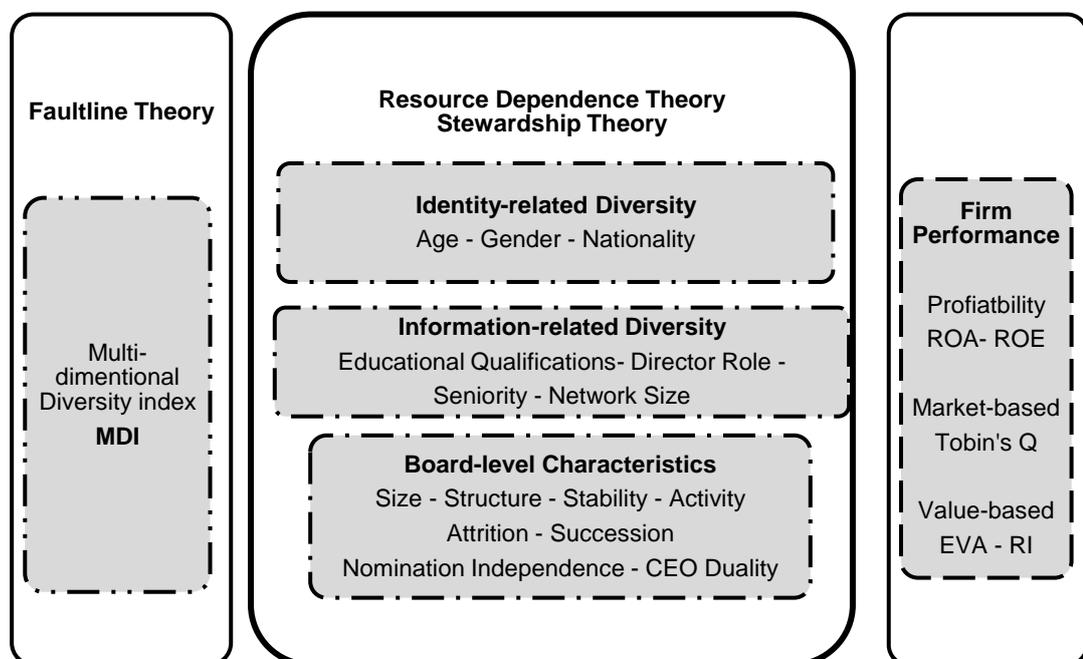 Faultline Theory
Multi-
dimentional
Diversity index
MDI
Resource Dependence Theory
Stewardship Theory
Identity-related Diversity
Age - Gender - Nationality
Information-related Diversity
Educational Qualifications- Director Role -
Seniority - Network Size
Board-level Characteristics
Size - Structure - Stability - Activity
Attrition - Succession
Nomination Independence - CEO Duality
Firm
Performance
Profiatbility
ROA- ROE
Market-based
Tobin's Q
Value-based
EVA - RI